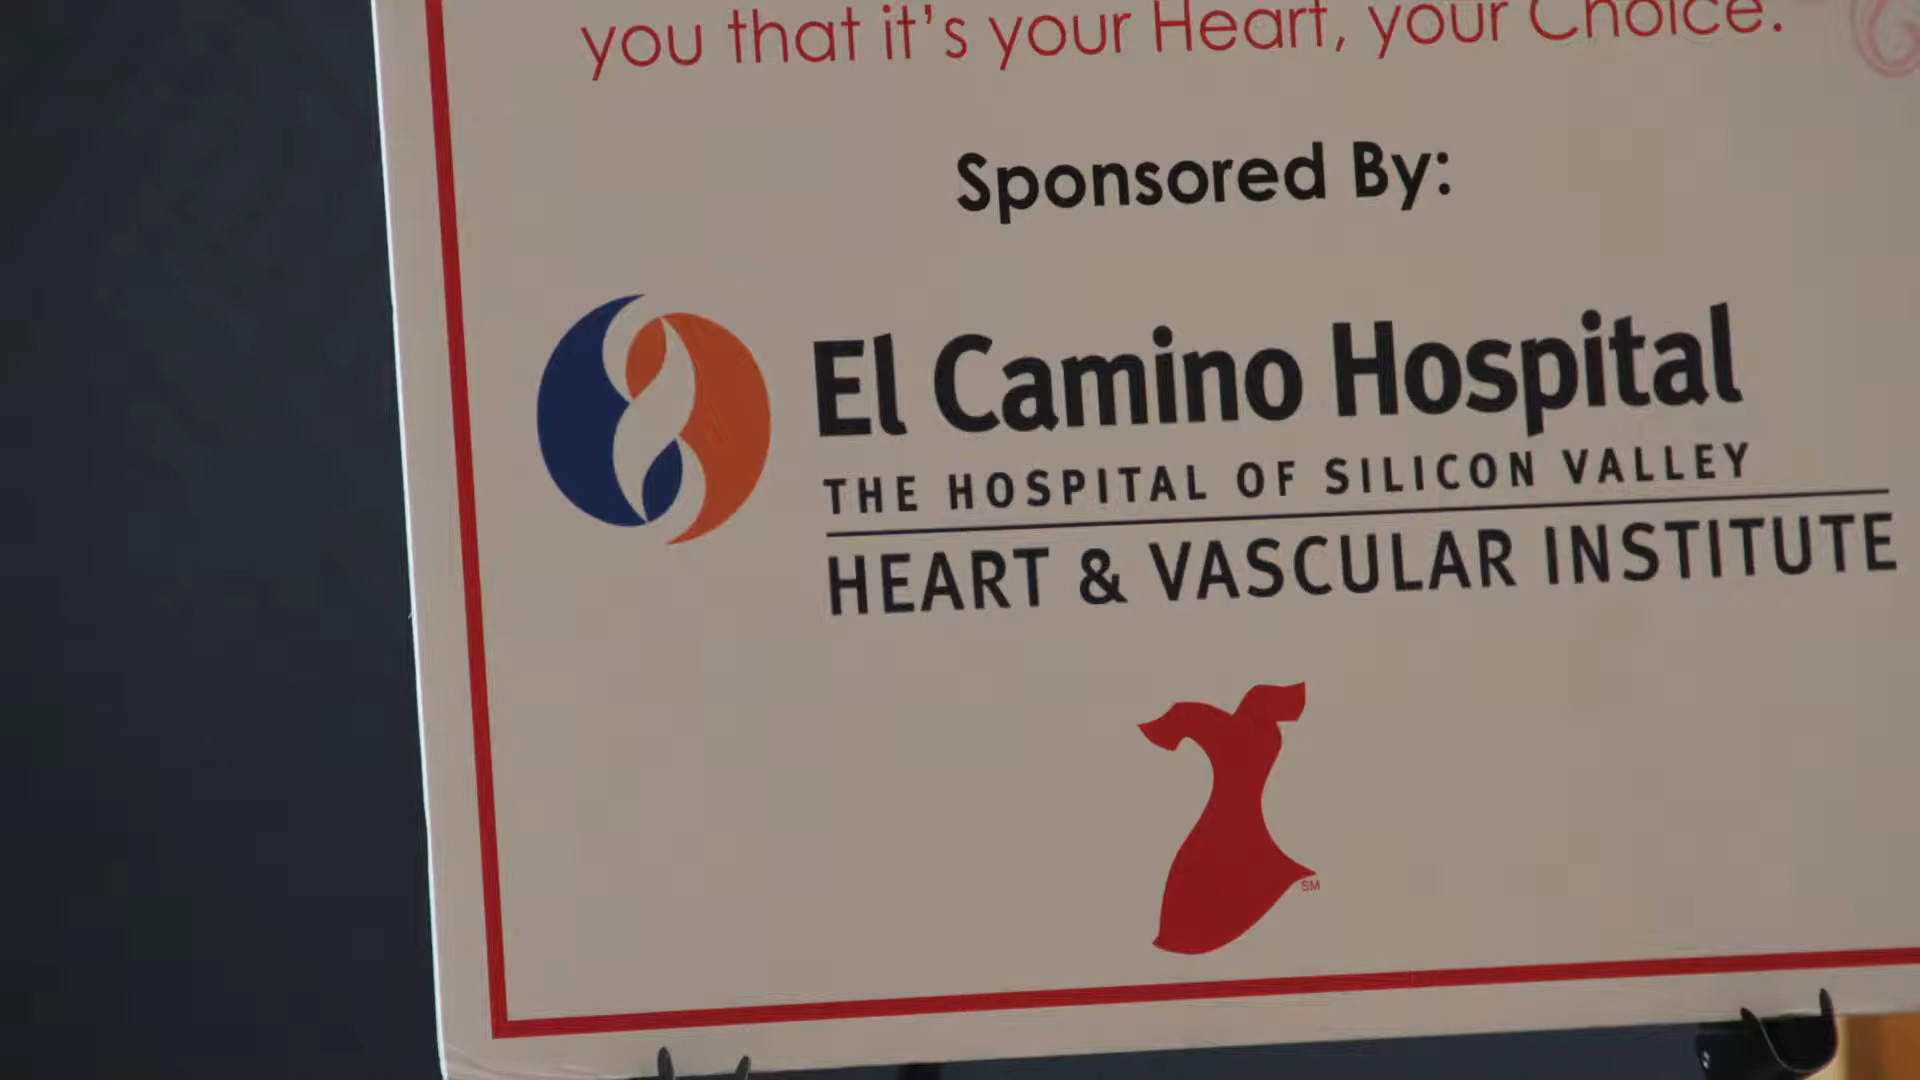 you that it's your Heart, your Choice.
Sponsored By:
El Camino Hospital
THE HOSPITAL OF SILICON VALLEY
HEART & VASCULAR INSTITUTE
SM